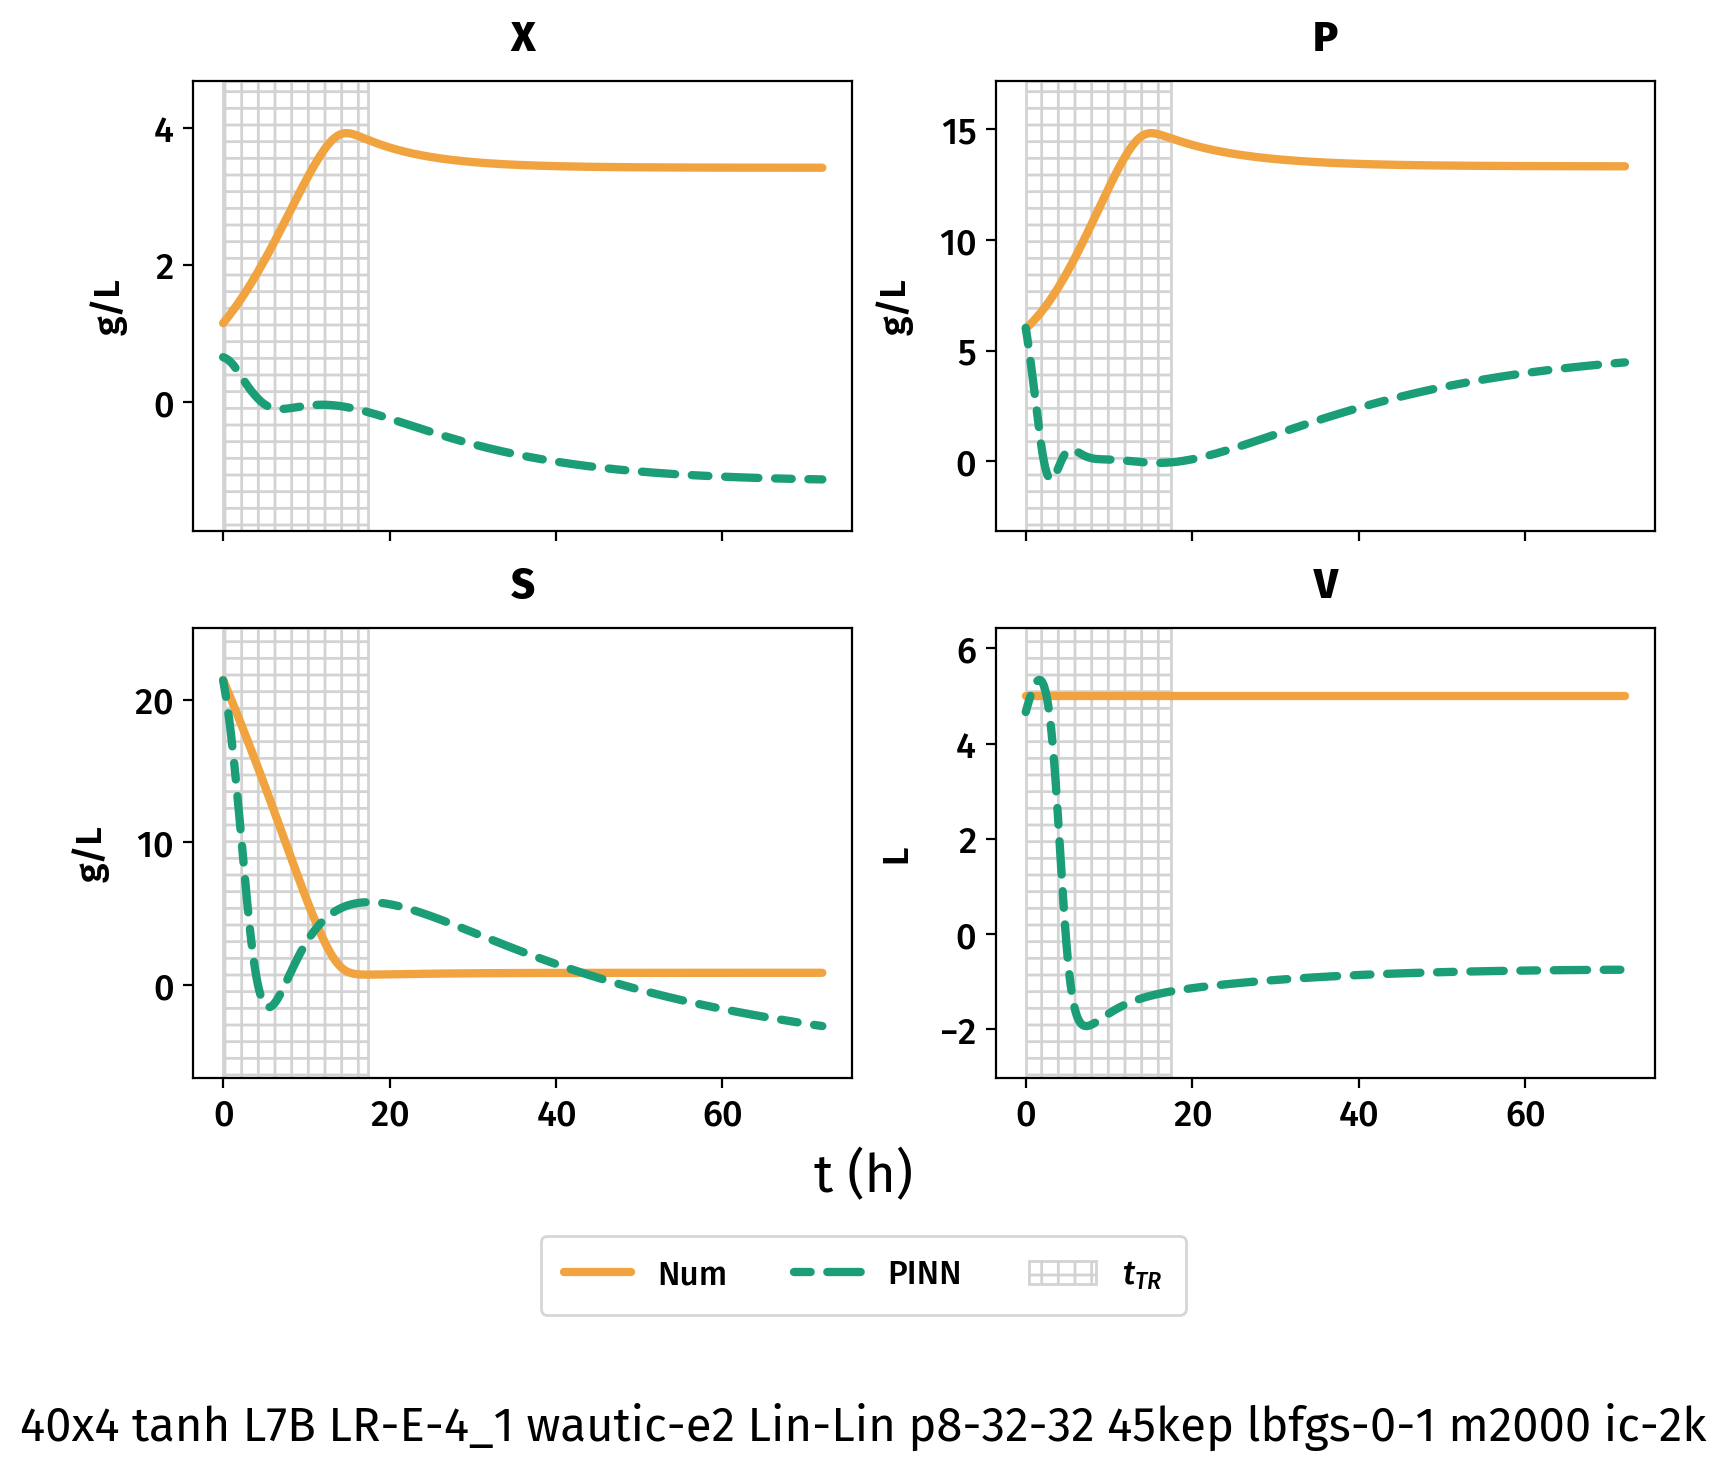 X
P
4
2
0
g/L
15
10
5
0
g/L
S
V
20
10
0
g/L
6
4
2
0
−2
L
0 20 40 60
0 20 40 60
t (h)
Num PINN tTR
40x4 tanh L7B LR-E-4_1 wautic-e2 Lin-Lin p8-32-32 45kep lbfgs-0-1 m2000 ic-2k